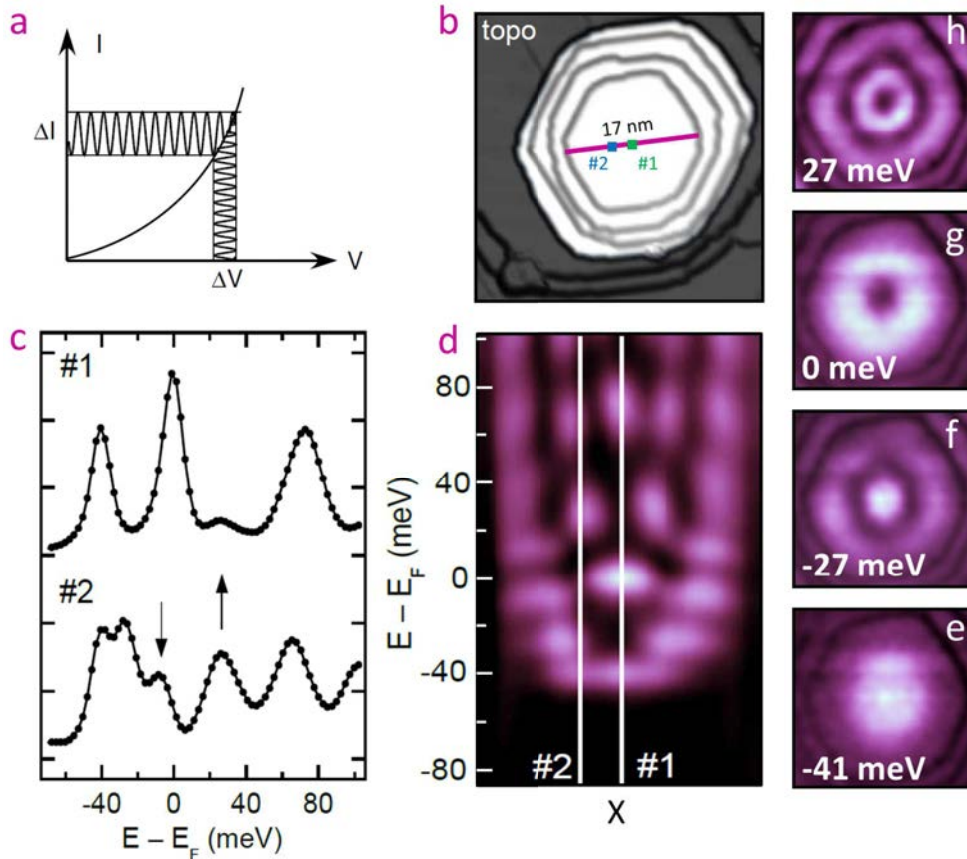 a
I
ΔI
V
ΔV
b
topo
17 nm
#2
#1
c
#1
#2
-40 0 40 80
E – E_F (meV)
d
80
40
0
-40
-80
E – E_F (meV)
#2
#1
X
h
27 meV
g
0 meV
f
-27 meV
e
-41 meV